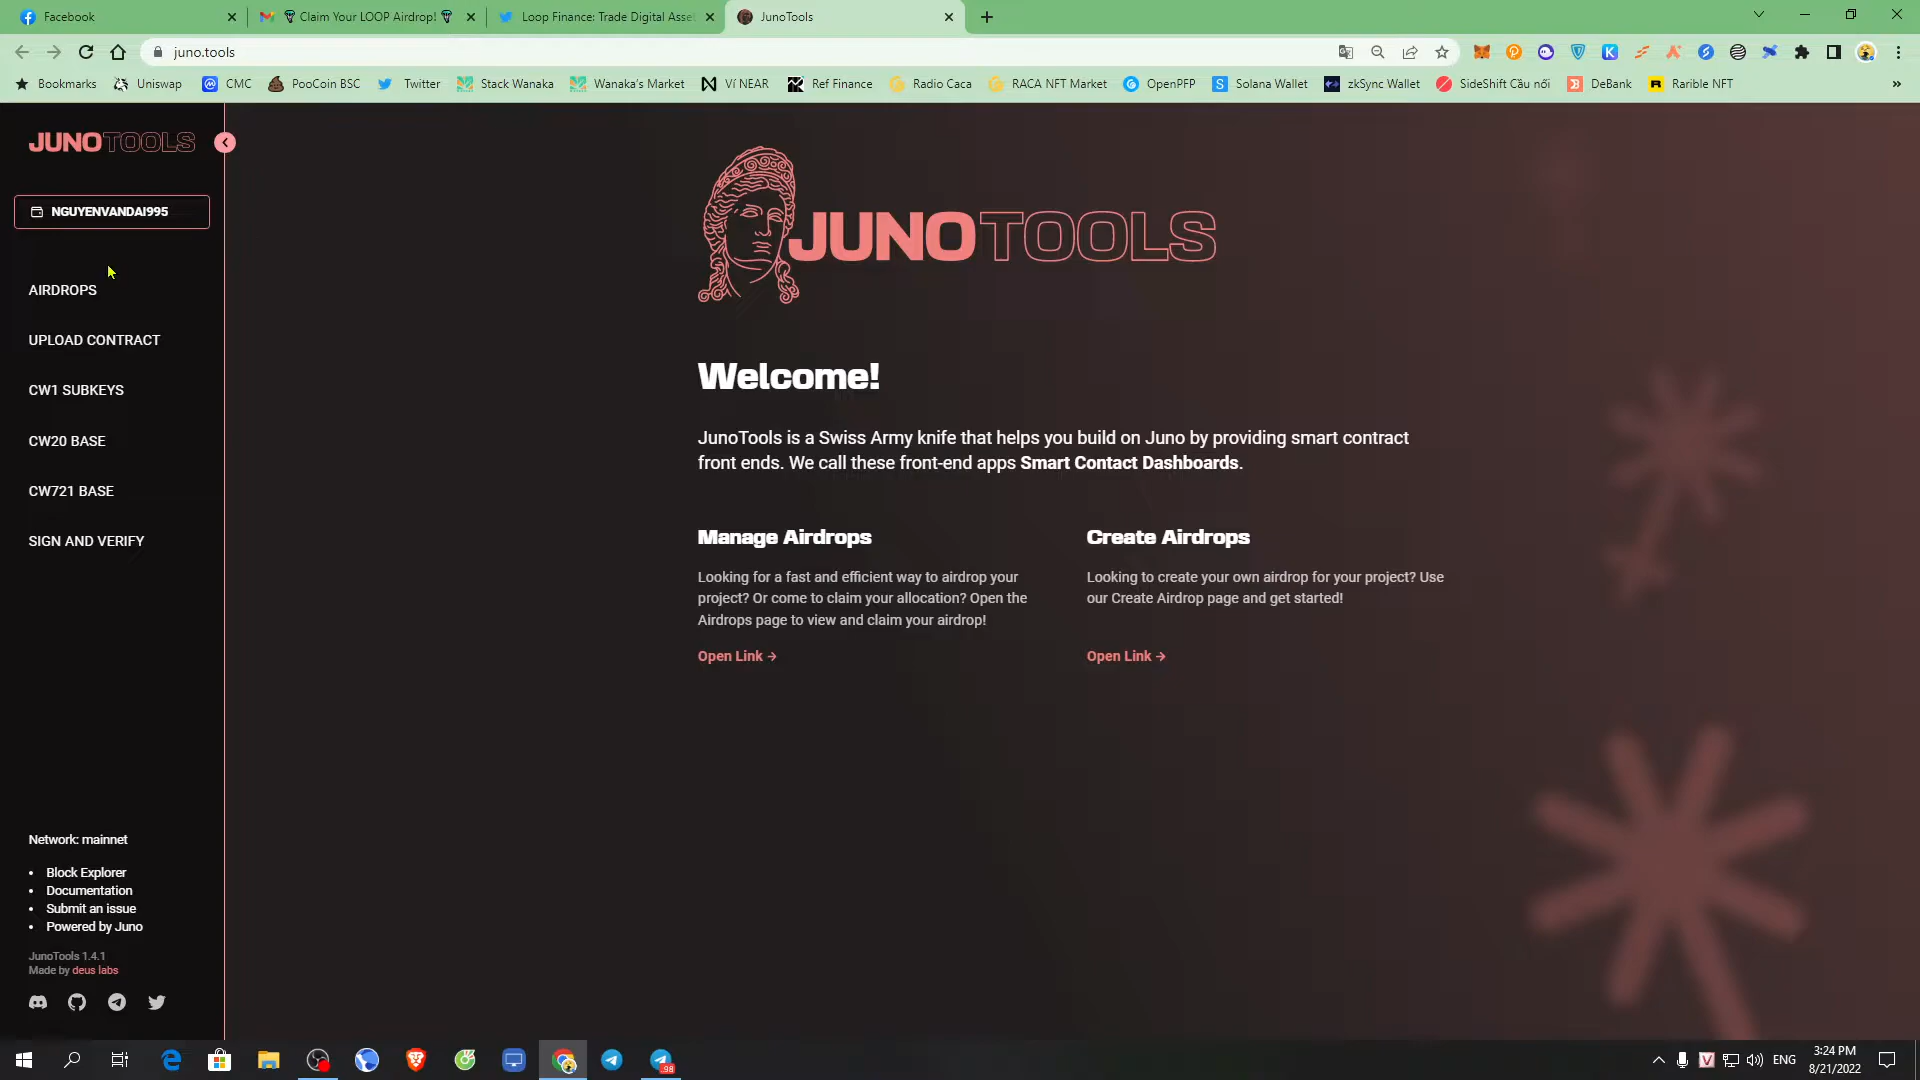 Facebook
Claim Your LOOP Airdrop!
Loop Finance: Trade Digital Asse
JunoTools
juno.tools
Bookmarks
Uniswap
CMC
PooCoin BSC
Twitter
Stack Wanaka
Wanaka's Market
Ví NEAR
Ref Finance
Radio Caca
RACA NFT Market
OpenPFP
Solana Wallet
zkSync Wallet
SideShift Cầu nối
DeBank
Rarible NFT
»
JUNOTOOLS
NGUYENVANDAI995
AIRDROPS
UPLOAD CONTRACT
CW1 SUBKEYS
CW20 BASE
CW721 BASE
SIGN AND VERIFY
Network: mainnet
• Block Explorer
• Documentation
• Submit an issue
• Powered by Juno
JunoTools 1.4.1
Made by deus labs
JUNOTOOLS
Welcome!
JunoTools is a Swiss Army knife that helps you build on Juno by providing smart contract
front ends. We call these front-end apps Smart Contact Dashboards.
Manage Airdrops
Looking for a fast and efficient way to airdrop your
project? Or come to claim your allocation? Open the
Airdrops page to view and claim your airdrop!
Open Link →
Create Airdrops
Looking to create your own airdrop for your project? Use
our Create Airdrop page and get started!
Open Link →
.98
V
ENG
3:24 PM
8/21/2022